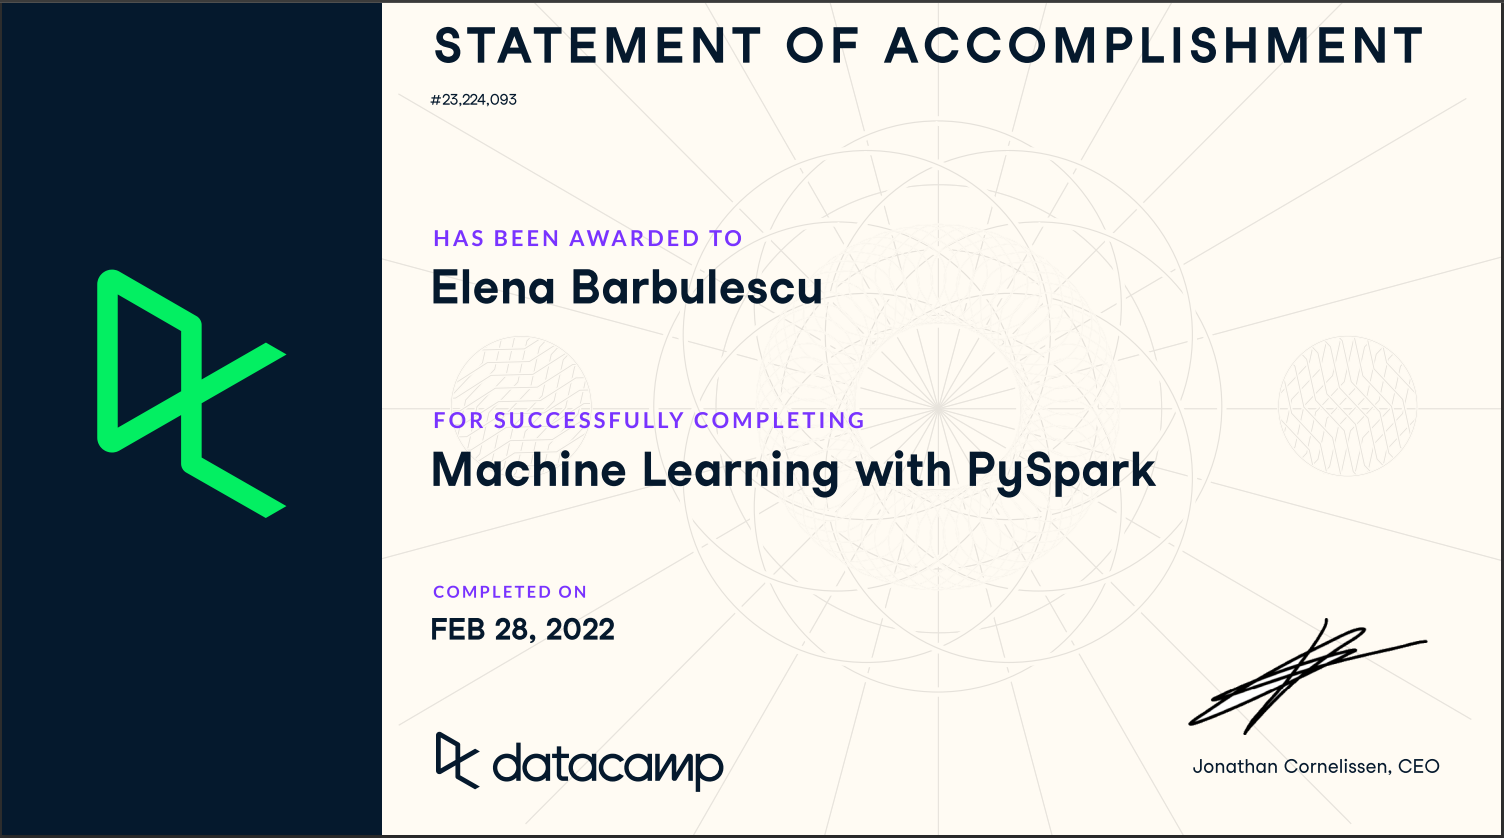 STATEMENT OF ACCOMPLISHMENT
#23,224,093
HAS BEEN AWARDED TO
Elena Barbulescu
FOR SUCCESSFULLY COMPLETING
Machine Learning with PySpark
COMPLETED ON
FEB 28, 2022
datacamp
Jonathan Cornelissen, CEO